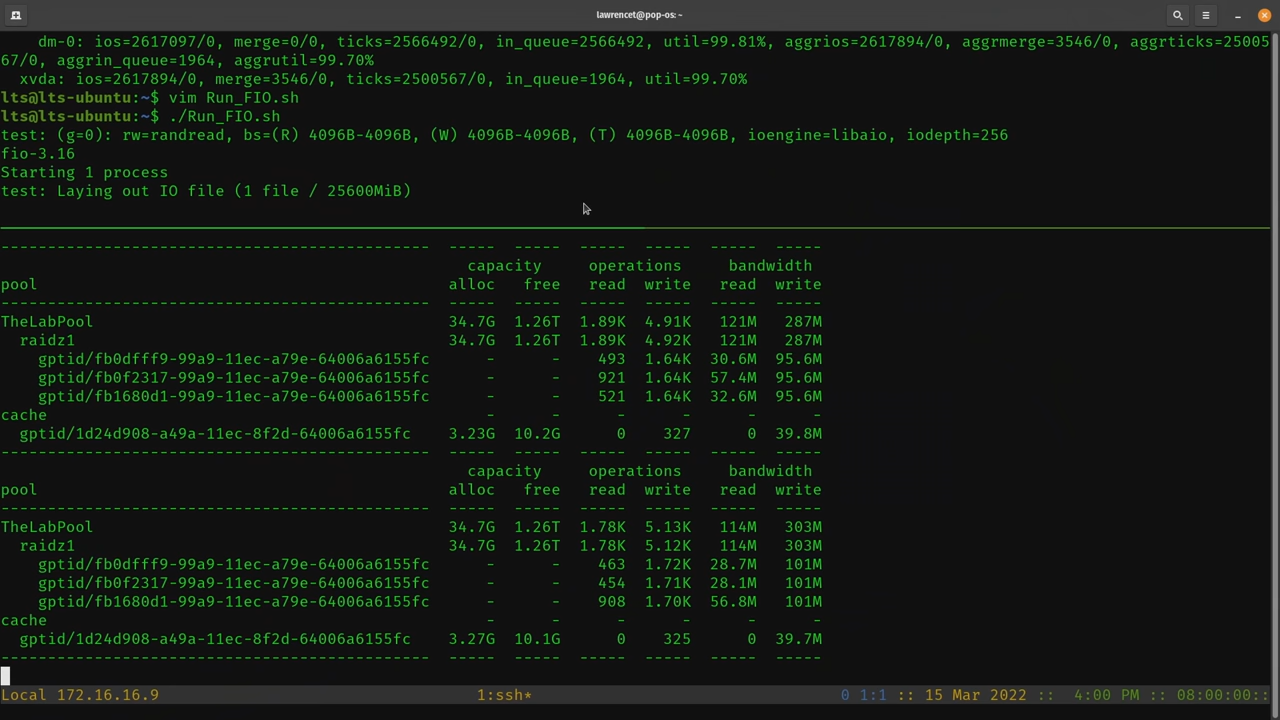 lawrencet@pop-os: ~
dm-0: ios=2617097/0, merge=0/0, ticks=2566492/0, in_queue=2566492, util=99.81%, aggrios=2617894/0, aggrmerge=3546/0, aggrticks=25005
67/0, aggrin_queue=1964, aggrutil=99.70%
xvda: ios=2617894/0, merge=3546/0, ticks=2500567/0, in_queue=1964, util=99.70%
lts@lts-ubuntu:~$ vim Run_FIO.sh
lts@lts-ubuntu:~$ ./Run_FIO.sh
test: (g=0): rw=randread, bs=(R) 4096B-4096B, (W) 4096B-4096B, (T) 4096B-4096B, ioengine=libaio, iodepth=256
fio-3.16
Starting 1 process
test: Laying out IO file (1 file / 25600MiB)
---------------------------------------------- ----- ----- ----- ----- ----- -----
capacity operations bandwidth
pool alloc free read write read write
---------------------------------------------- ----- ----- ----- ----- ----- -----
TheLabPool 34.7G 1.26T 1.89K 4.91K 121M 287M
raidz1 34.7G 1.26T 1.89K 4.92K 121M 287M
gptid/fb0dfff9-99a9-11ec-a79e-64006a6155fc - - 493 1.64K 30.6M 95.6M
gptid/fb0f2317-99a9-11ec-a79e-64006a6155fc - - 921 1.64K 57.4M 95.6M
gptid/fb1680d1-99a9-11ec-a79e-64006a6155fc - - 521 1.64K 32.6M 95.6M
cache - - - - - -
gptid/1d24d908-a49a-11ec-8f2d-64006a6155fc 3.23G 10.2G 0 327 0 39.8M
---------------------------------------------- ----- ----- ----- ----- ----- -----
capacity operations bandwidth
pool alloc free read write read write
---------------------------------------------- ----- ----- ----- ----- ----- -----
TheLabPool 34.7G 1.26T 1.78K 5.13K 114M 303M
raidz1 34.7G 1.26T 1.78K 5.12K 114M 303M
gptid/fb0dfff9-99a9-11ec-a79e-64006a6155fc - - 463 1.72K 28.7M 101M
gptid/fb0f2317-99a9-11ec-a79e-64006a6155fc - - 454 1.71K 28.1M 101M
gptid/fb1680d1-99a9-11ec-a79e-64006a6155fc - - 908 1.70K 56.8M 101M
cache - - - - - -
gptid/1d24d908-a49a-11ec-8f2d-64006a6155fc 3.27G 10.1G 0 325 0 39.7M
---------------------------------------------- ----- ----- ----- ----- ----- -----
Local 172.16.16.9 1:ssh* 0 1:1 :: 15 Mar 2022 :: 4:00 PM :: 08:00:00::